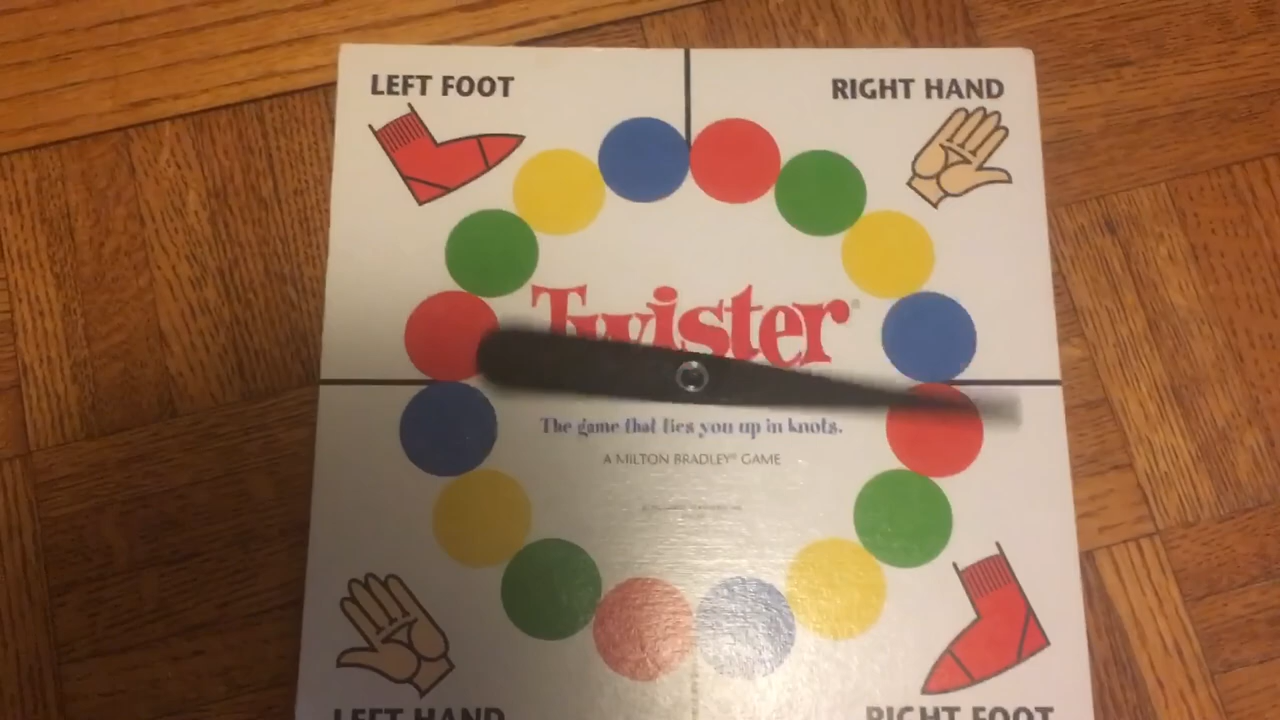 LEFT FOOT
RIGHT HAND
Twister®
The game that ties you up in knots.
A MILTON BRADLEY® GAME
LEFT HAND
RIGHT FOOT